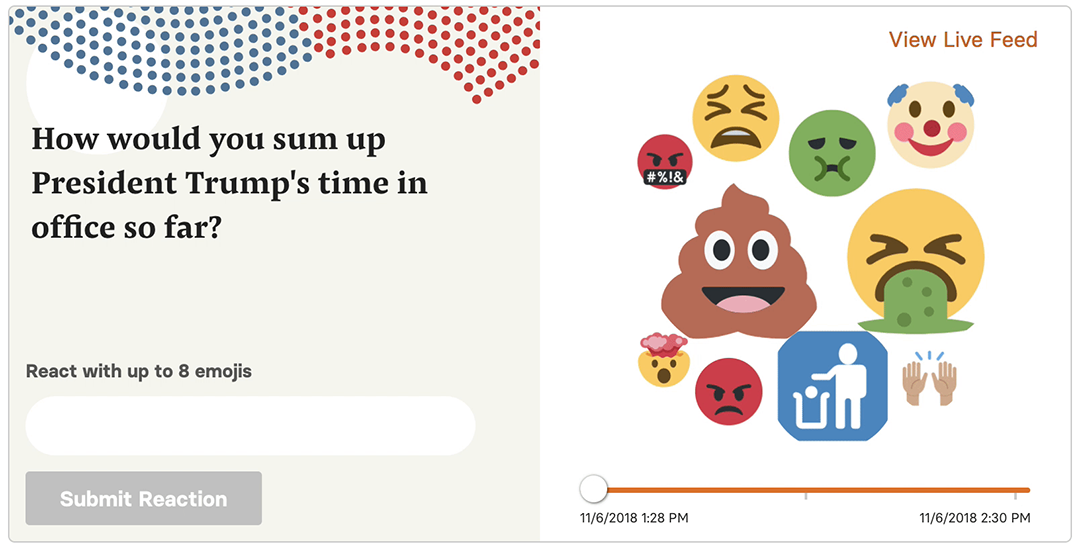 View Live Feed
How would you sum up
President Trump's time in
office so far?
#%!&
React with up to 8 emojis
Submit Reaction
11/6/2018 1:28 PM
11/6/2018 2:30 PM